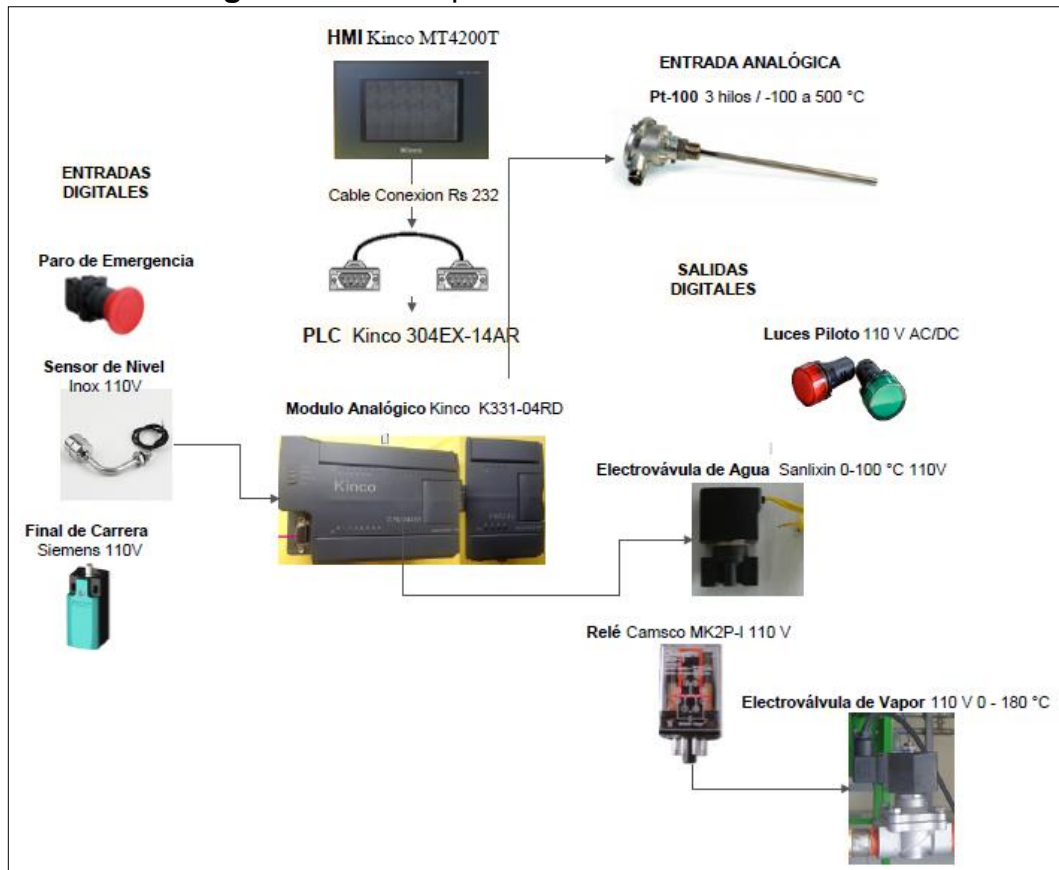 HMI Kinco MT4200T
ENTRADA ANALÓGICA
Pt-100 3 hilos / -100 a 500 °C
Kinco
ENTRADAS
DIGITALES
Cable Conexion Rs 232
Paro de Emergencia
SALIDAS
DIGITALES
PLC Kinco 304EX-14AR
Luces Piloto 110 V AC/DC
Sensor de Nivel
Inox 110V
Modulo Analógico Kinco K331-04RD
Kinco
Electrovávula de Agua Sanlixin 0-100 °C 110V
Final de Carrera
Siemens 110V
Relé Camsco MK2P-I 110 V
Electroválvula de Vapor 110 V 0 - 180 °C